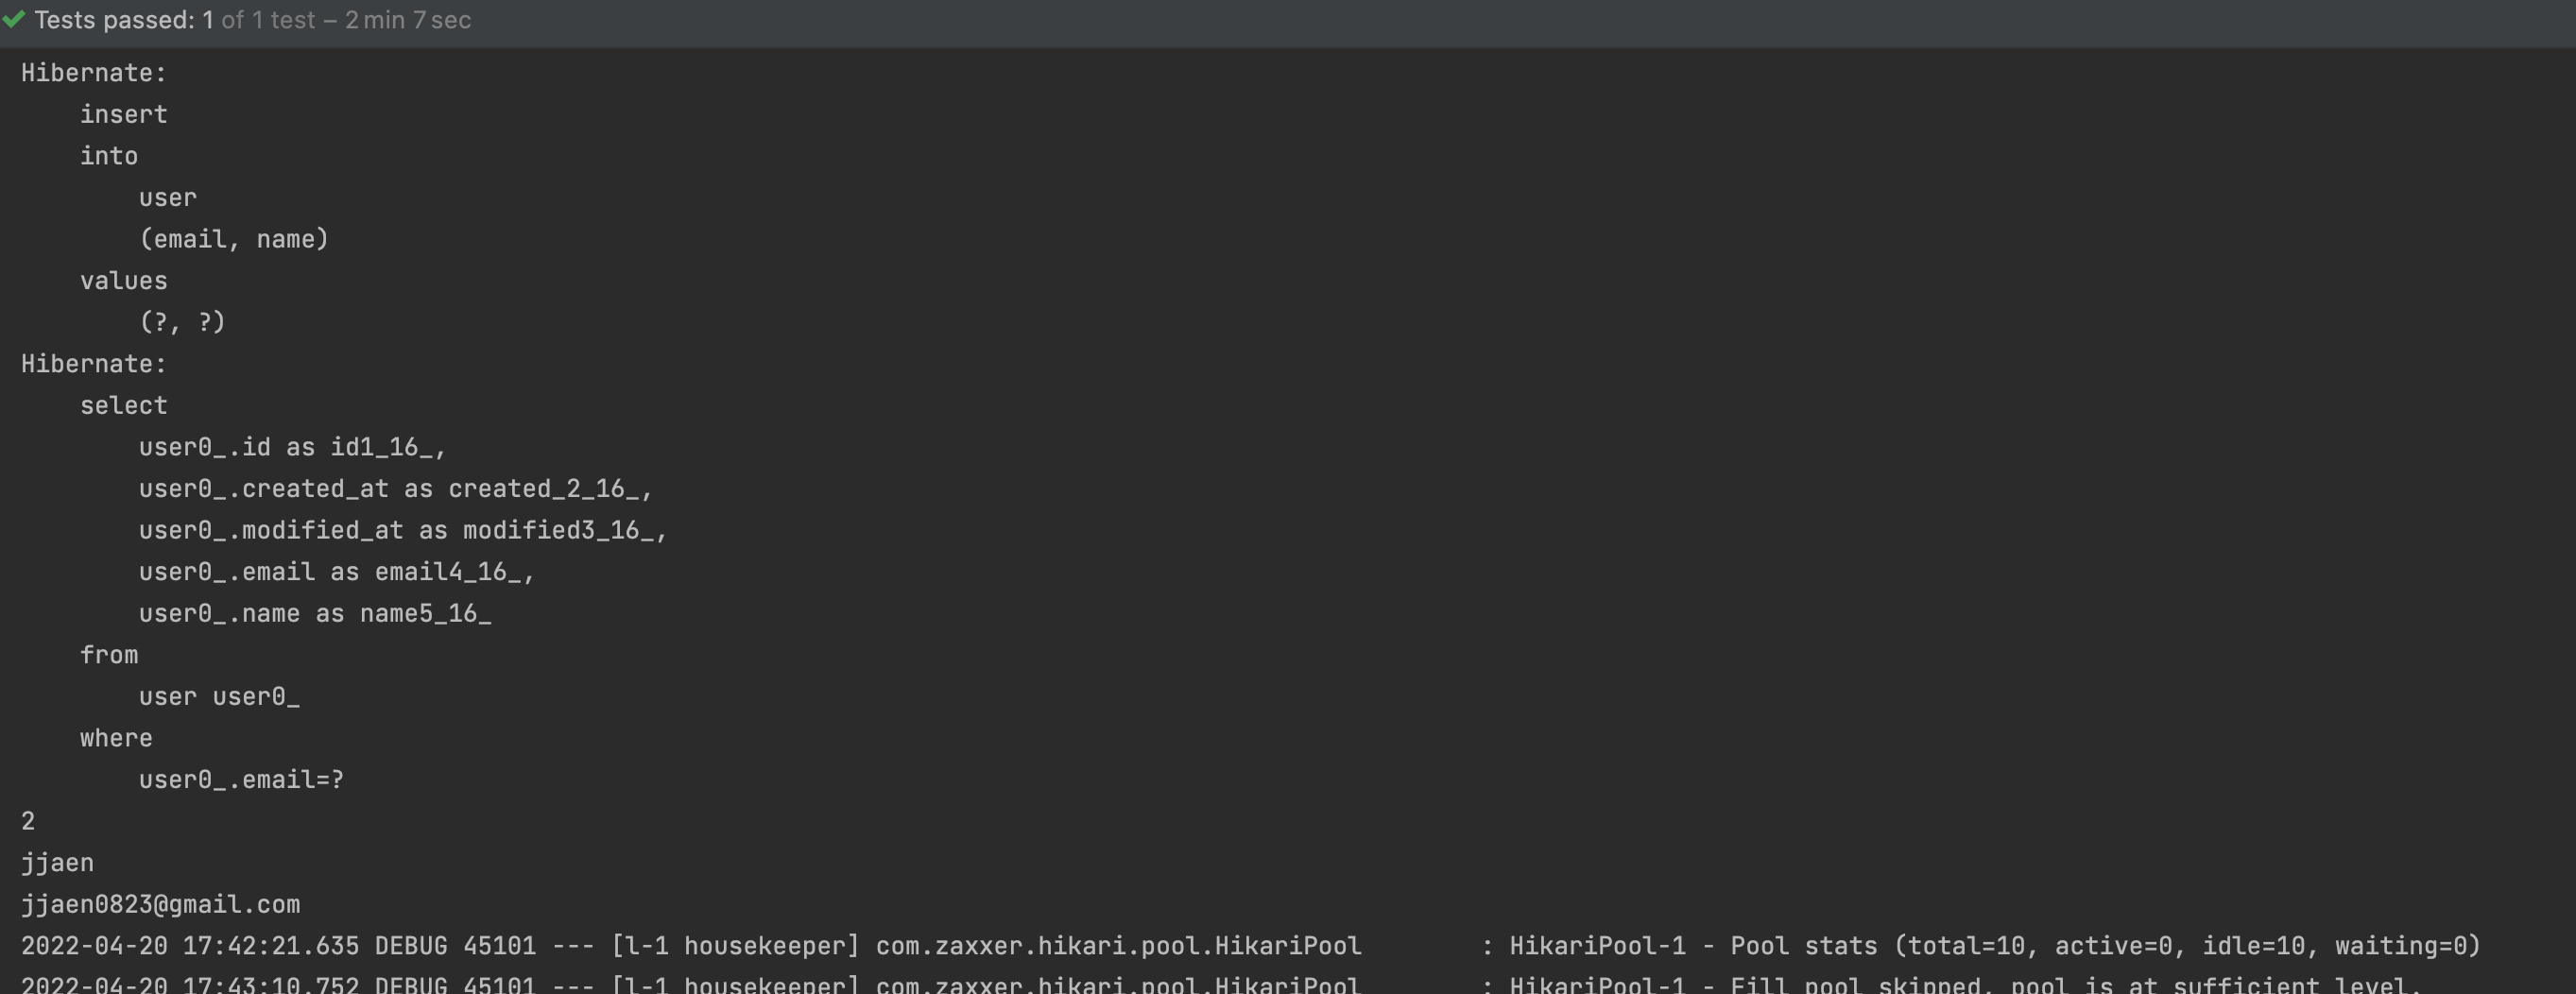 Tests passed: 1 of 1 test – 2 min 7 sec
Hibernate:
    insert
    into
        user
        (email, name)
    values
        (?, ?)
Hibernate:
    select
        user0_.id as id1_16_,
        user0_.created_at as created_2_16_,
        user0_.modified_at as modified3_16_,
        user0_.email as email4_16_,
        user0_.name as name5_16_
    from
        user user0_
    where
        user0_.email=?
2
jjaen
jjaen0823@gmail.com
2022-04-20 17:42:21.635 DEBUG 45101 --- [l-1 housekeeper] com.zaxxer.hikari.pool.HikariPool        : HikariPool-1 - Pool stats (total=10, active=0, idle=10, waiting=0)
2022-04-20 17:43:10.752 DEBUG 45101 --- [l-1 housekeeper] com.zaxxer.hikari.pool.HikariPool        : HikariPool-1 - Fill pool skipped, pool is at sufficient level.